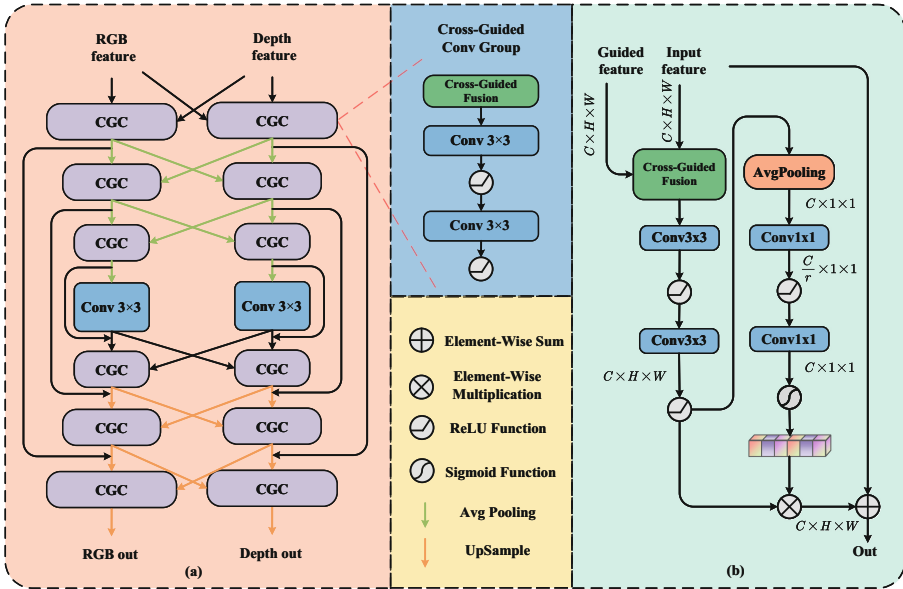 RGB
feature
Depth
feature
CGC
CGC
CGC
CGC
CGC
CGC
Conv 3×3
Conv 3×3
CGC
CGC
CGC
CGC
CGC
CGC
RGB out
Depth out
(a)
Cross-Guided
Conv Group
Cross-Guided
Fusion
Conv 3×3
Conv 3×3
Element-Wise Sum
Element-Wise
Multiplication
ReLU Function
Sigmoid Function
Avg Pooling
UpSample
Guided
feature
Input
feature
C×H×W
C×H×W
Cross-Guided
Fusion
Conv3x3
Conv3x3
C×H×W
AvgPooling
C×1×1
Conv1x1
C/r×1×1
Conv1x1
C×1×1
C×H×W
Out
(b)